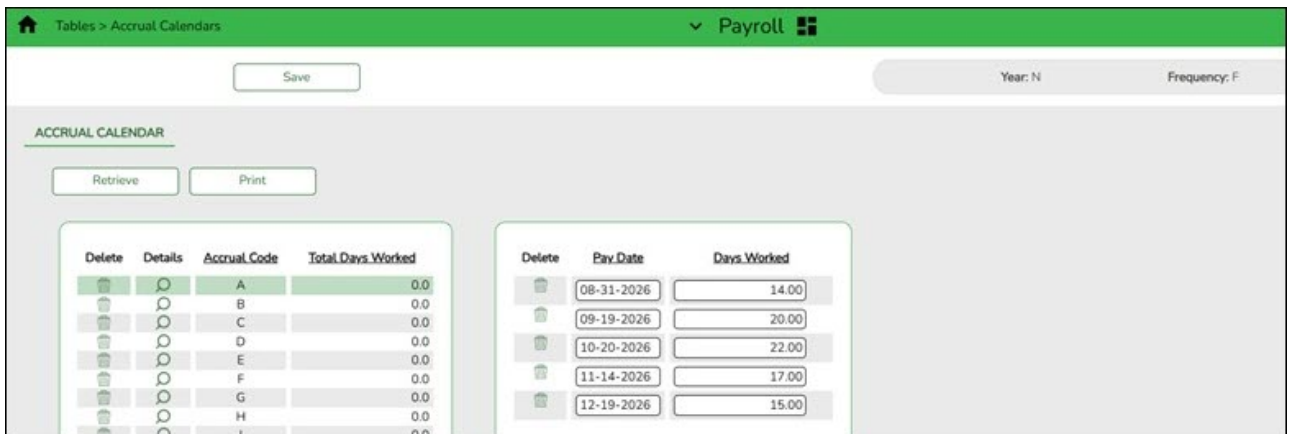 Tables > Accrual Calendars
Payroll
Save
Year: N
Frequency: F
ACCRUAL CALENDAR
Retrieve
Print
Delete Details Accrual Code Total Days Worked
A 0.0
B 0.0
C 0.0
D 0.0
E 0.0
F 0.0
G 0.0
H 0.0
Delete Pay Date Days Worked
08-31-2026 14.00
09-19-2026 20.00
10-20-2026 22.00
11-14-2026 17.00
12-19-2026 15.00